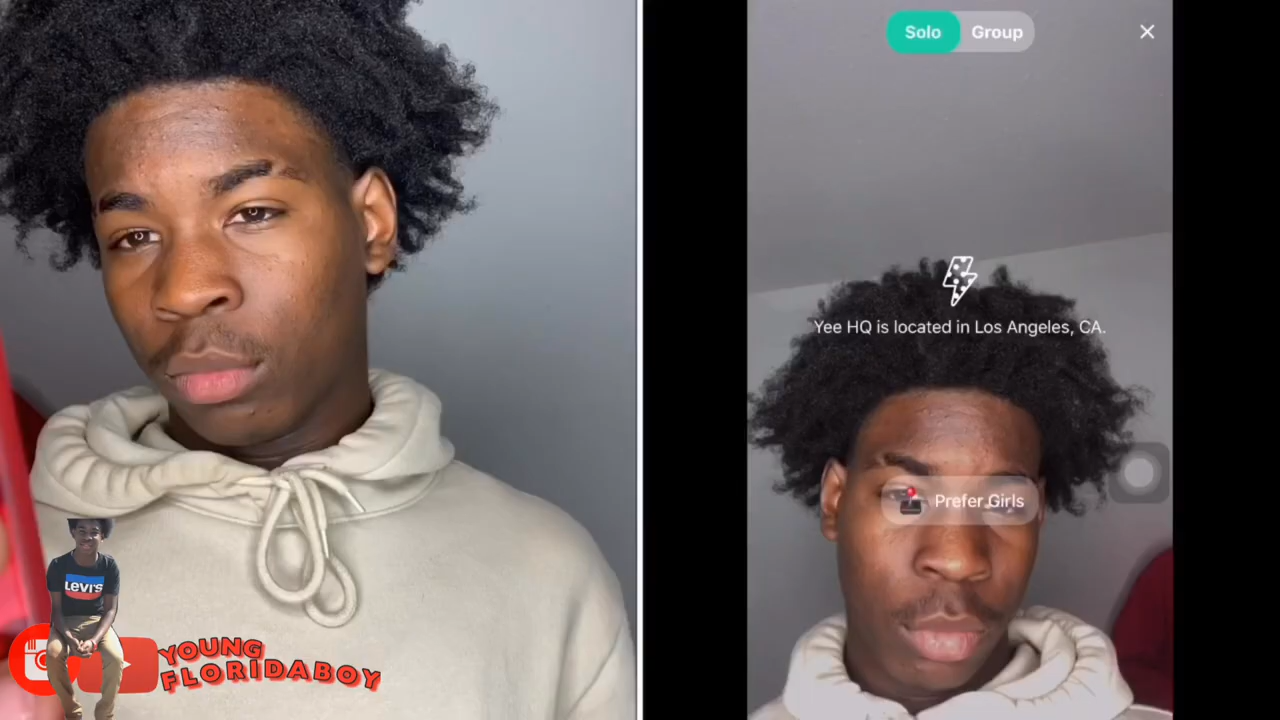 Solo Group
Yee HQ is located in Los Angeles, CA.
Prefer Girls
LEVI'S
YOUNG
FLORIDABOY